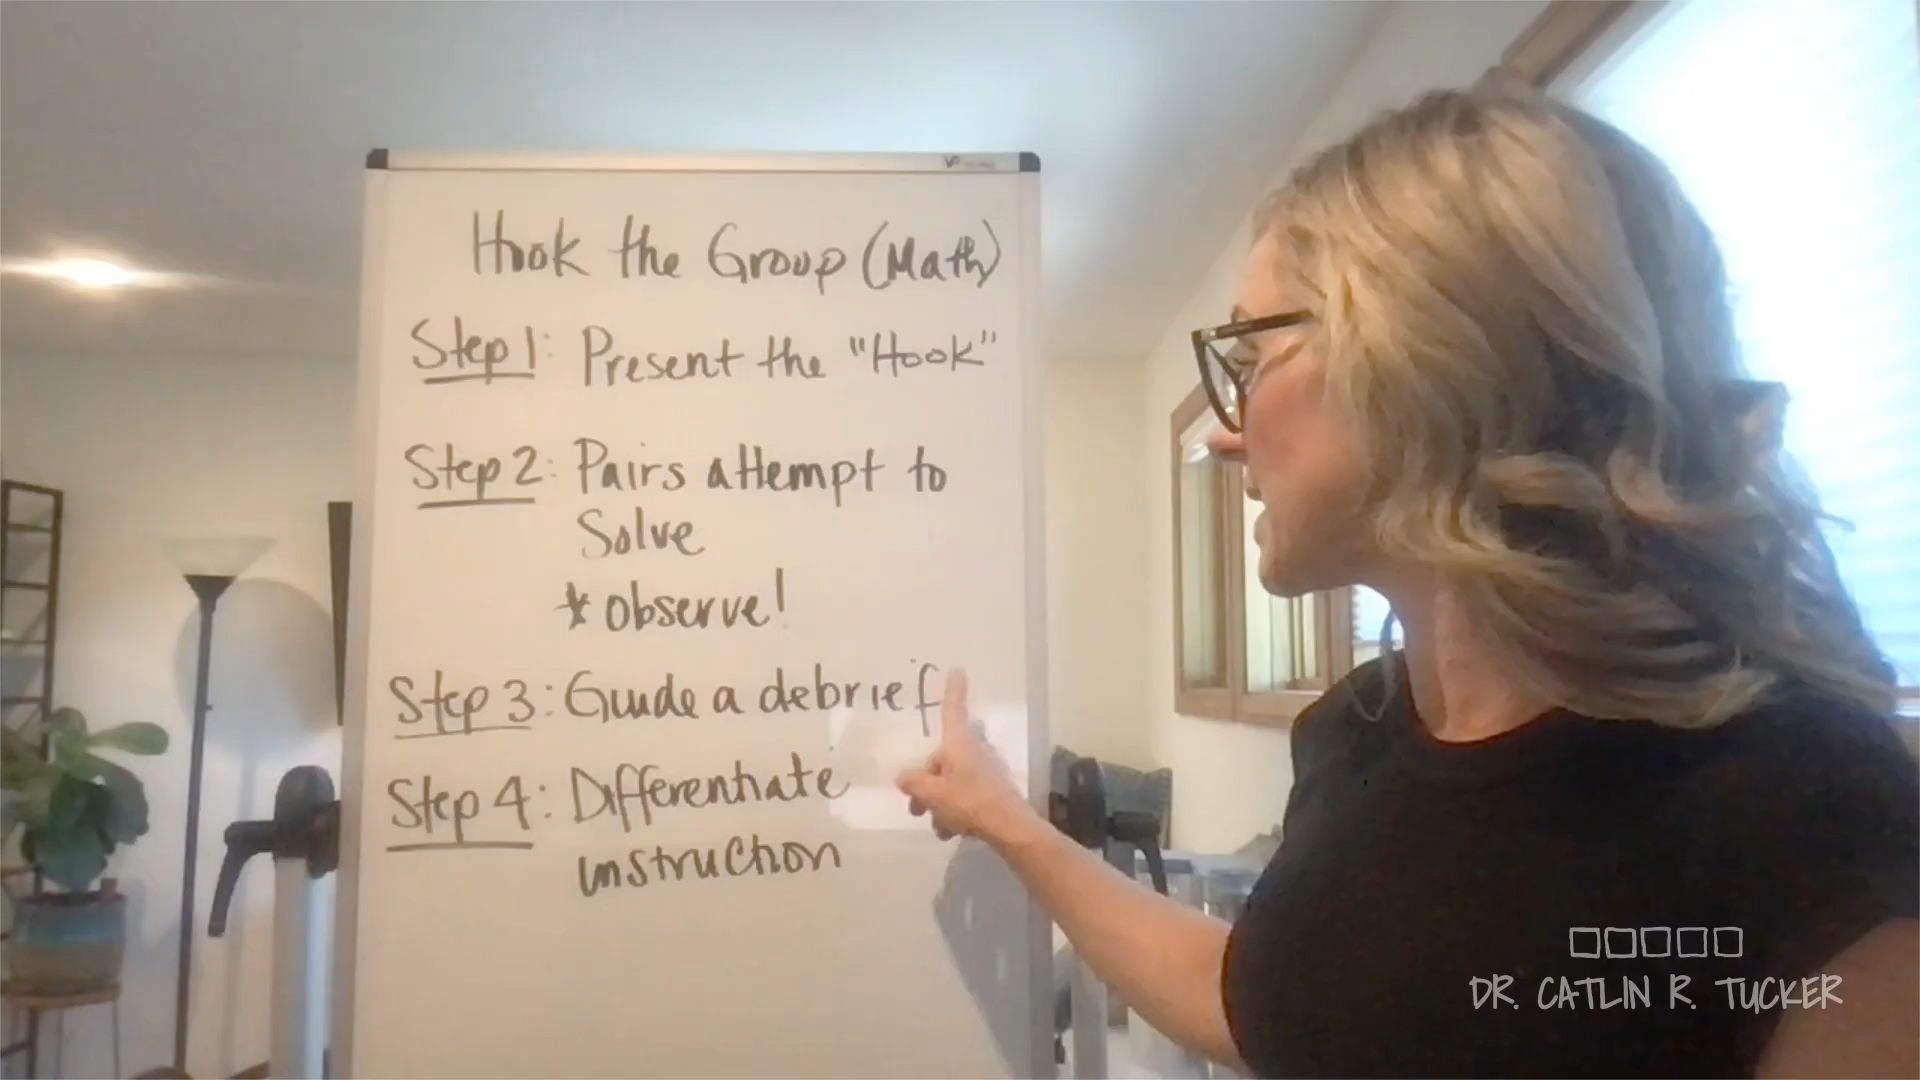 Hook the Group (Math)
Step 1: Present the "Hook"
Step 2: Pairs attempt to
Solve
* observe!
Step 3: Guide a debrief
Step 4: Differentiate
instruction
□□□□□
DR. CATLIN R. TUCKER